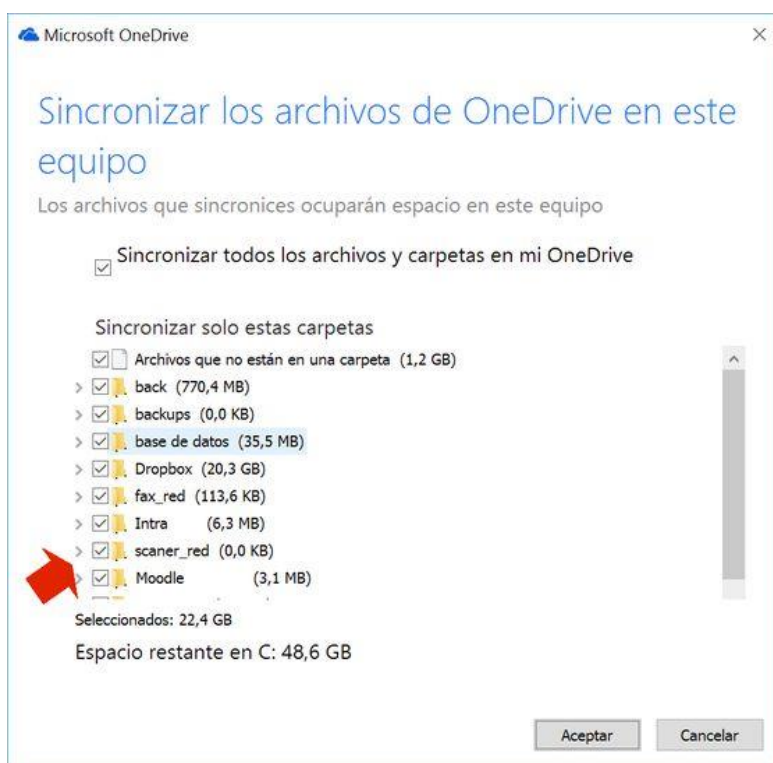 Microsoft OneDrive
Sincronizar los archivos de OneDrive en este
equipo
Los archivos que sincronices ocuparán espacio en este equipo
Sincronizar todos los archivos y carpetas en mi OneDrive
Sincronizar solo estas carpetas
Archivos que no están en una carpeta (1,2 GB)
back (770,4 MB)
backups (0,0 KB)
base de datos (35,5 MB)
Dropbox (20,3 GB)
fax_red (113,6 KB)
Intra (6,3 MB)
scaner_red (0,0 KB)
Moodle (3,1 MB)
Seleccionados: 22,4 GB
Espacio restante en C: 48,6 GB
Aceptar Cancelar